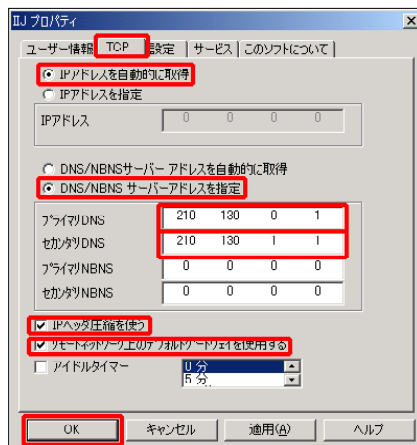 IIJ プロパティ
ユーザー情報 TCP 設定 サービス このソフトについて
IPアドレスを自動的に取得
IPアドレスを指定
IPアドレス 0 0 0 0
DNS/NBNSサーバー アドレスを自動的に取得
DNS/NBNS サーバーアドレスを指定
プライマリDNS 210 130 0 1
セカンダリDNS 210 130 1 1
プライマリNBNS 0 0 0 0
セカンダリNBNS 0 0 0 0
IPヘッダ圧縮を使う
リモートネットワーク上のデフォルトゲートウェイを使用する
アイドルタイマー 0 分
5 分
OK キャンセル 適用(A) ヘルプ